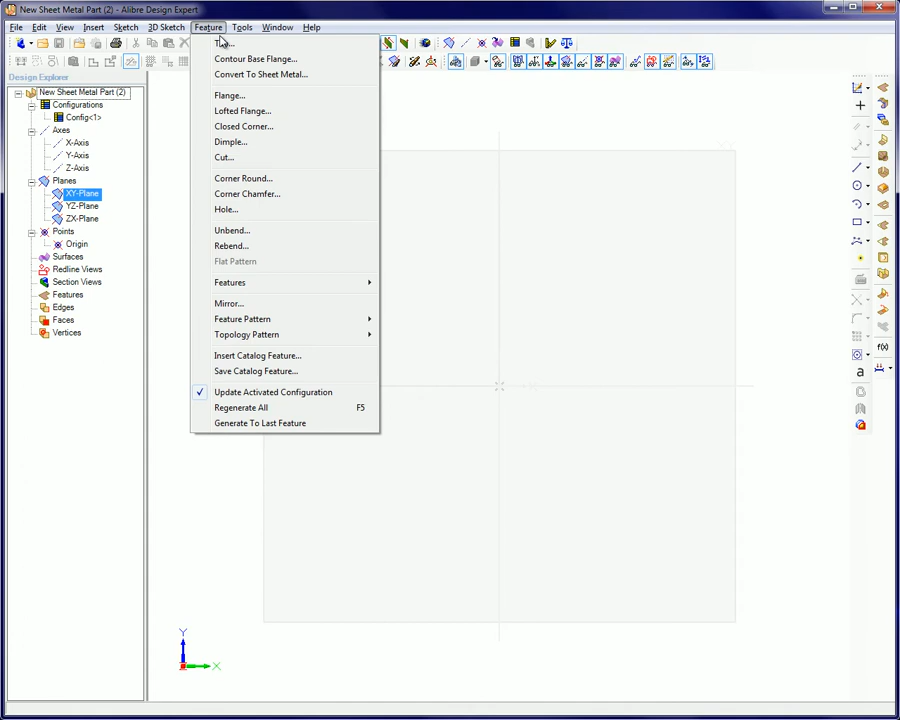 New Sheet Metal Part (2) - Alibre Design Expert
File Edit View Insert Sketch 3D Sketch Feature Tools Window Help
Design Explorer
New Sheet Metal Part (2)
Configurations
Config<1>
Axes
X-Axis
Y-Axis
Z-Axis
Planes
XY-Plane
YZ-Plane
ZX-Plane
Points
Origin
Surfaces
Redline Views
Section Views
Features
Edges
Faces
Vertices
Contour Base Flange...
Convert To Sheet Metal...
Flange...
Lofted Flange...
Closed Corner...
Dimple...
Cut...
Corner Round...
Corner Chamfer...
Hole...
Unbend...
Rebend...
Flat Pattern
Features
Mirror...
Feature Pattern
Topology Pattern
Insert Catalog Feature...
Save Catalog Feature...
Update Activated Configuration
Regenerate All F5
Generate To Last Feature
f(x)
a
Y
X